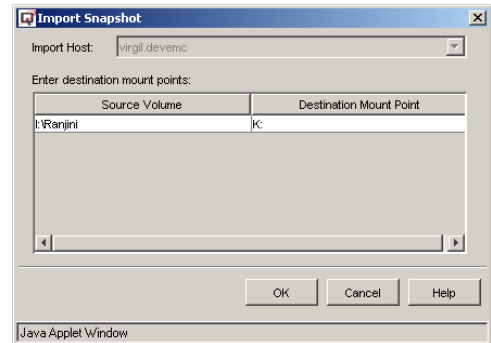 Import Snapshot
Import Host: virgil.devemc
Enter destination mount points:
Source Volume Destination Mount Point
I:\Ranjini K:
OK Cancel Help
Java Applet Window